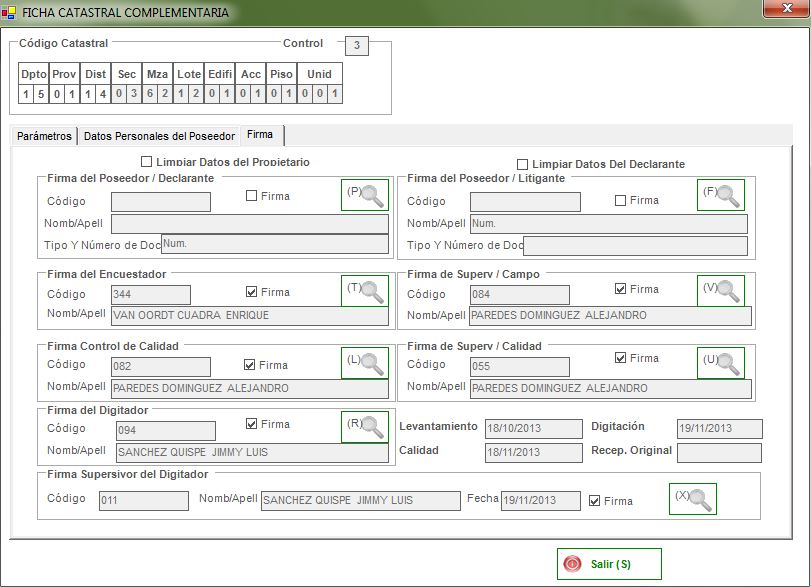 FICHA CATASTRAL COMPLEMENTARIA
Código Catastral Control 3
Dpto Prov Dist Sec Mza Lote Edifi Acc Piso Unid
1 5 0 1 1 4 0 3 6 2 1 2 0 1 0 1 0 1 0 0 1
Parámetros Datos Personales del Poseedor Firma
Limpiar Datos del Propietario Limpiar Datos Del Declarante
Firma del Poseedor / Declarante Firma del Poseedor / Litigante
Código Firma (P) Código Firma (F)
Nomb/Apell Nomb/Apell Num.
Tipo Y Número de Doc Num. Tipo Y Número de Doc
Firma del Encuestador Firma de Superv / Campo
Código 344 Firma (T) Código 084 Firma (V)
Nomb/Apell VAN OORDT CUADRA ENRIQUE Nomb/Apell PAREDES DOMINGUEZ ALEJANDRO
Firma Control de Calidad Firma de Superv / Calidad
Código 082 Firma (L) Código 055 Firma (U)
Nomb/Apell PAREDES DOMINGUEZ ALEJANDRO Nomb/Apell PAREDES DOMINGUEZ ALEJANDRO
Firma del Digitador
Código 094 Firma (R) Levantamiento 18/10/2013 Digitación 19/11/2013
Nomb/Apell SANCHEZ QUISPE JIMMY LUIS Calidad 18/11/2013 Recep. Original
Firma Supersivor del Digitador
Código 011 Nomb/Apell SANCHEZ QUISPE JIMMY LUIS Fecha 19/11/2013 Firma (X)
Salir (S)